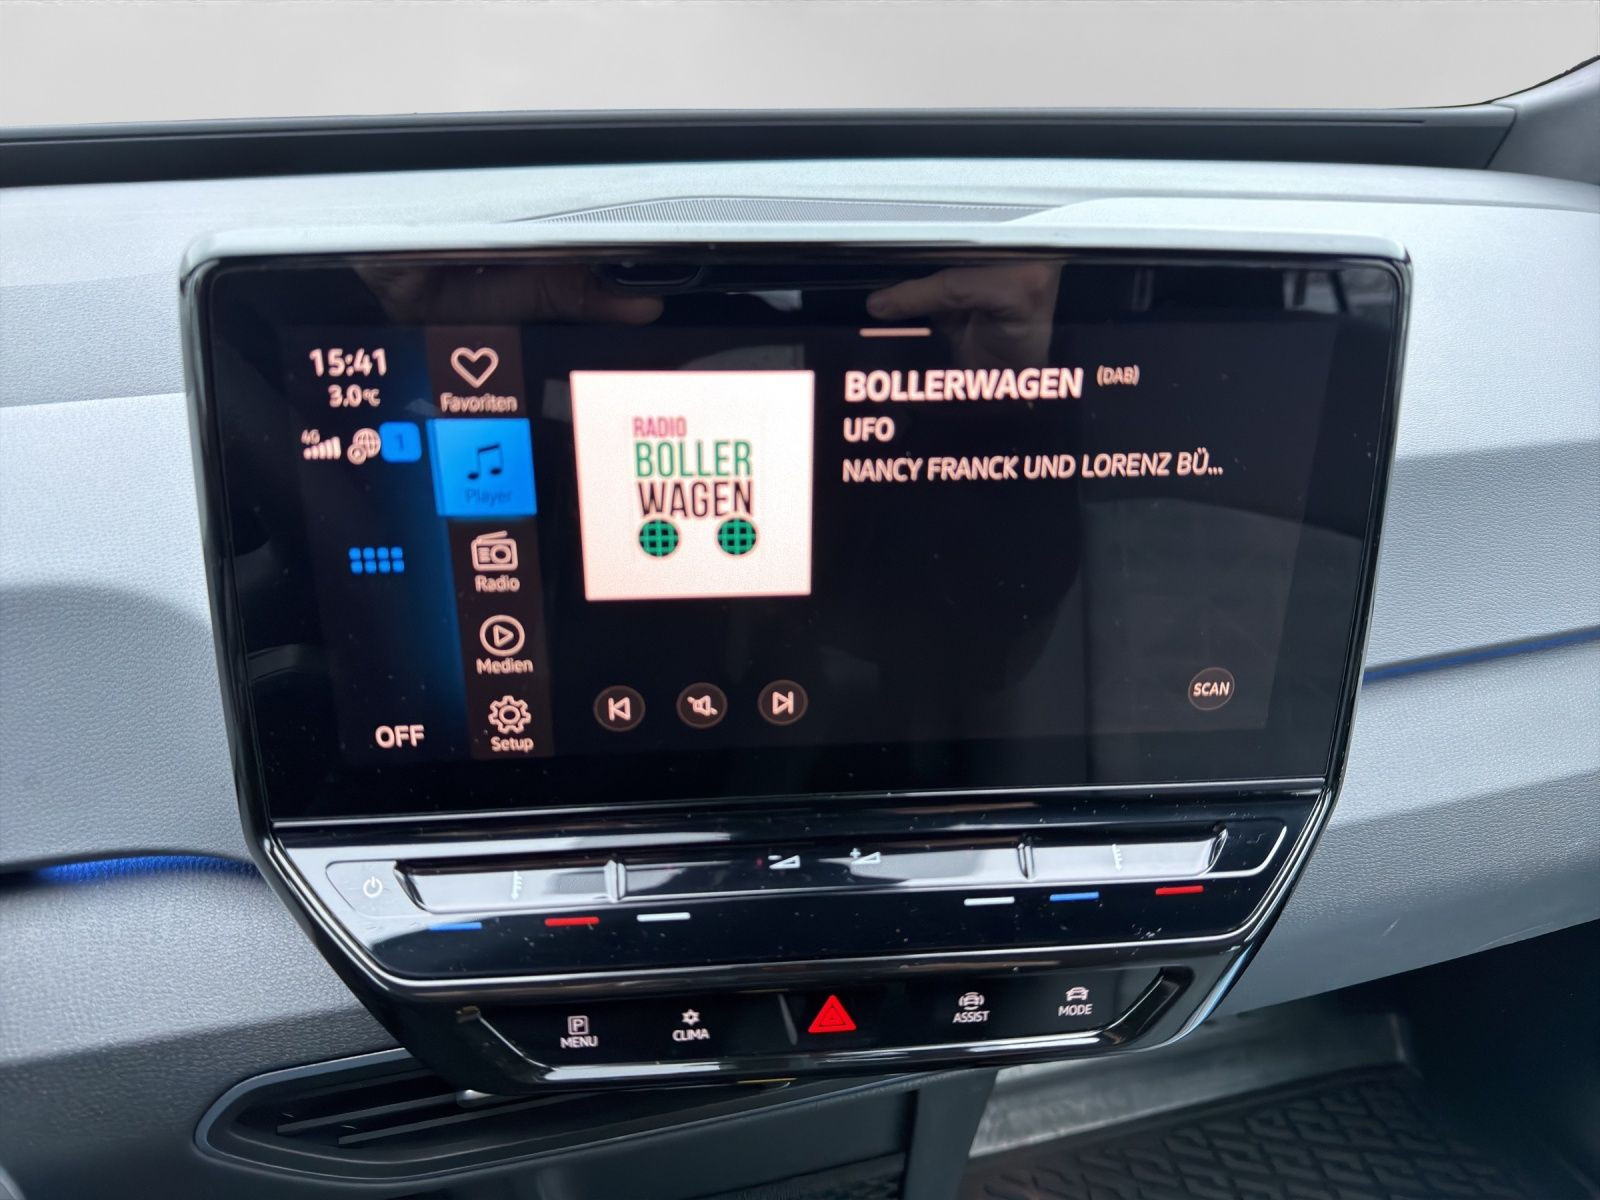 15:41
3.0°C
4G
1
OFF
Favoriten
Player
Radio
Medien
Setup
RADIO
BOLLER
WAGEN
BOLLERWAGEN (DAB)
UFO
NANCY FRANCK UND LORENZ BÜ...
SCAN
P
MENU
CLIMA
ASSIST
MODE